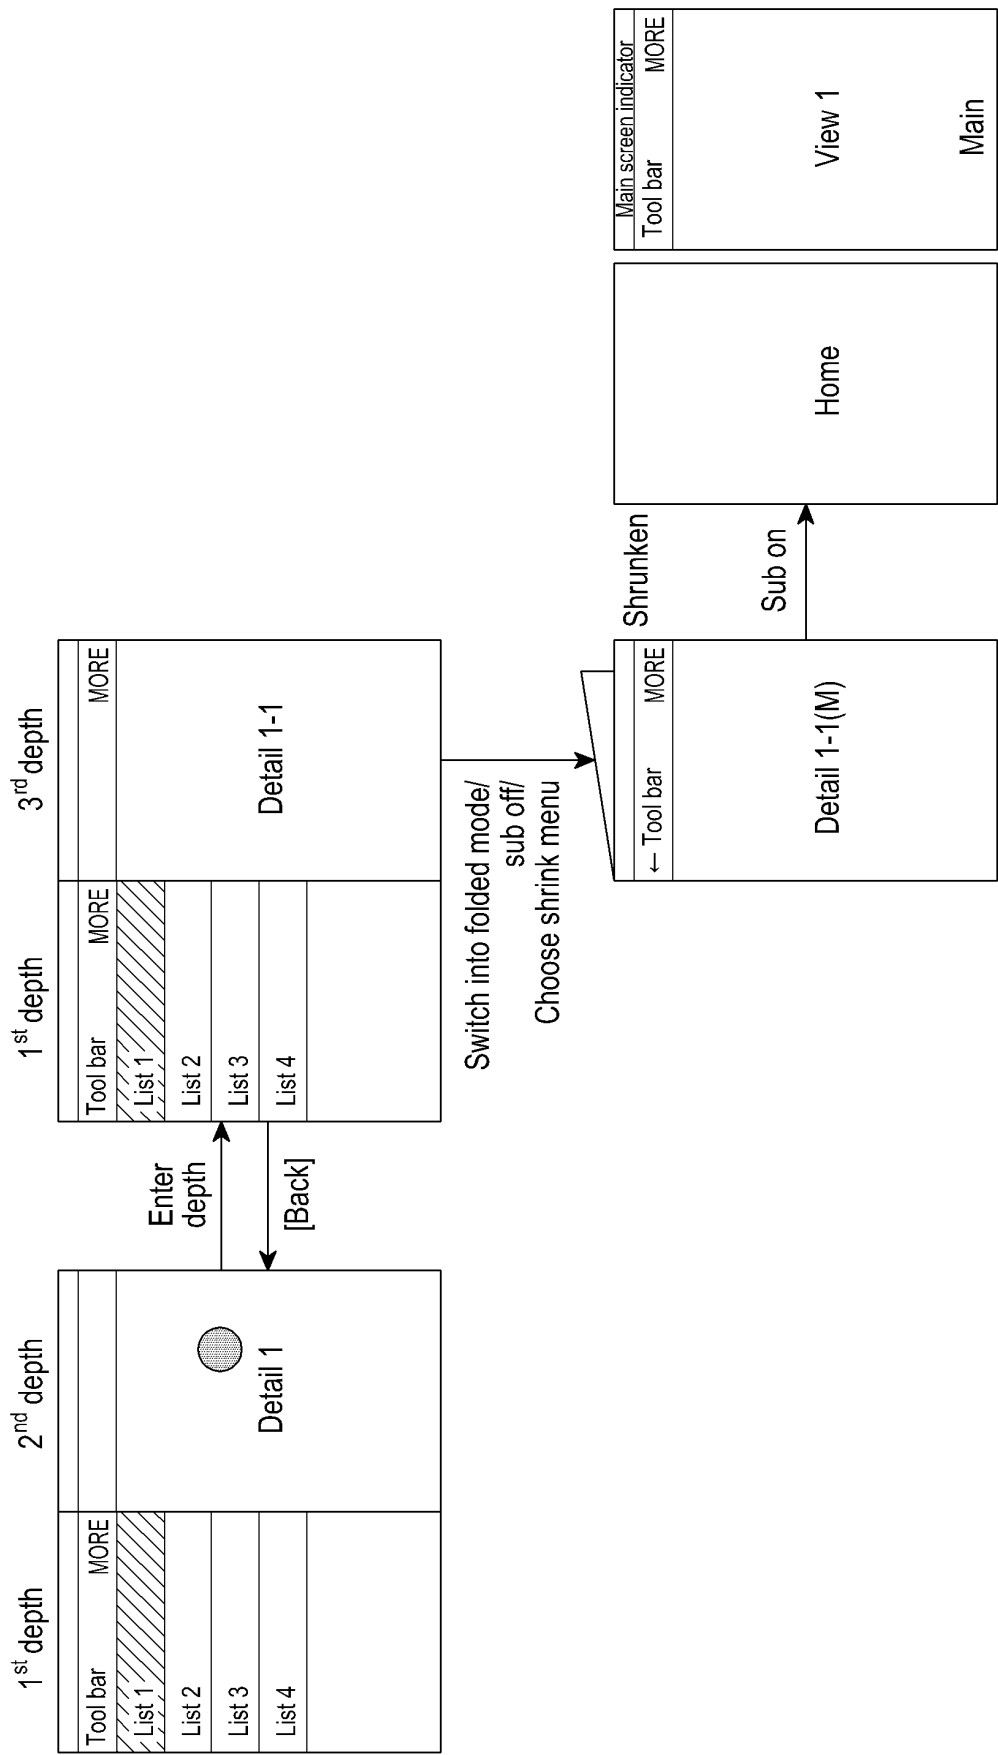 1st depth
2nd depth
Tool bar MORE
List 1
List 2
List 3
List 4
Detail 1
Enter
depth
[Back]
1st depth
3rd depth
Tool bar MORE
MORE
List 1
List 2
List 3
List 4
Detail 1-1
Switch into folded mode/
sub off/
Choose shrink menu
Shrunken
← Tool bar MORE
Detail 1-1(M)
Sub on
Home
Main screen indicator
Tool bar MORE
View 1
Main